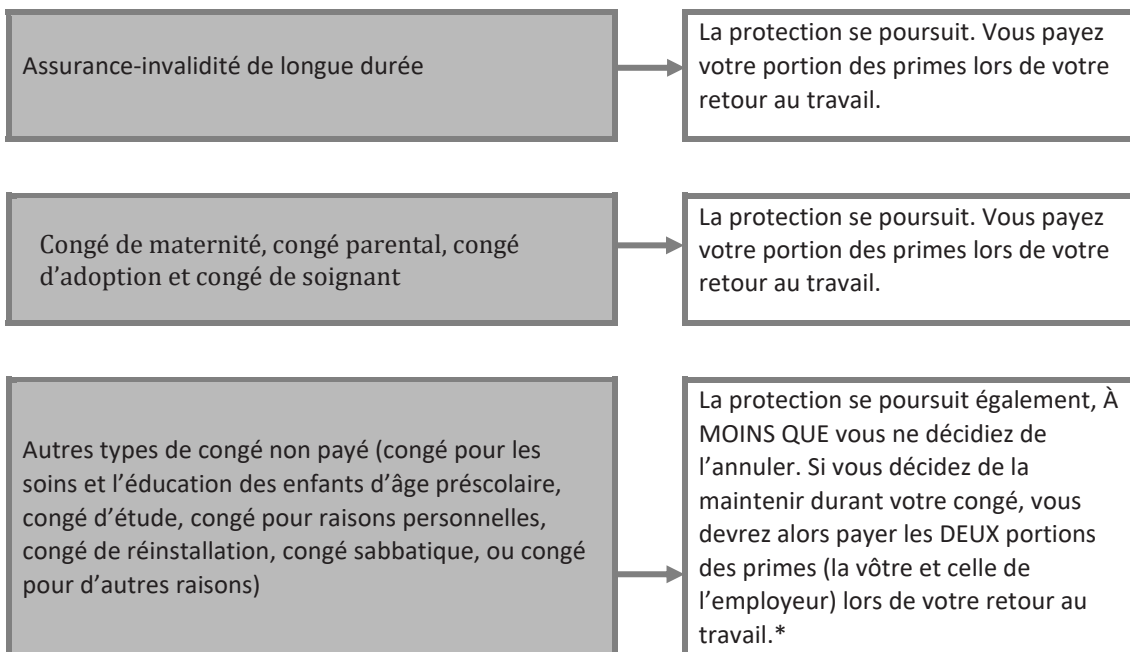 Assurance-invalidité de longue durée
La protection se poursuit. Vous payez
votre portion des primes lors de votre
retour au travail.
Congé de maternité, congé parental, congé
d’adoption et congé de soignant
La protection se poursuit. Vous payez
votre portion des primes lors de votre
retour au travail.
Autres types de congé non payé (congé pour les
soins et l’éducation des enfants d’âge préscolaire,
congé d’étude, congé pour raisons personnelles,
congé de réinstallation, congé sabbatique, ou congé
pour d’autres raisons)
La protection se poursuit également, À
MOINS QUE vous ne décidiez de
l’annuler. Si vous décidez de la
maintenir durant votre congé, vous
devrez alors payer les DEUX portions
des primes (la vôtre et celle de
l’employeur) lors de votre retour au
travail.*